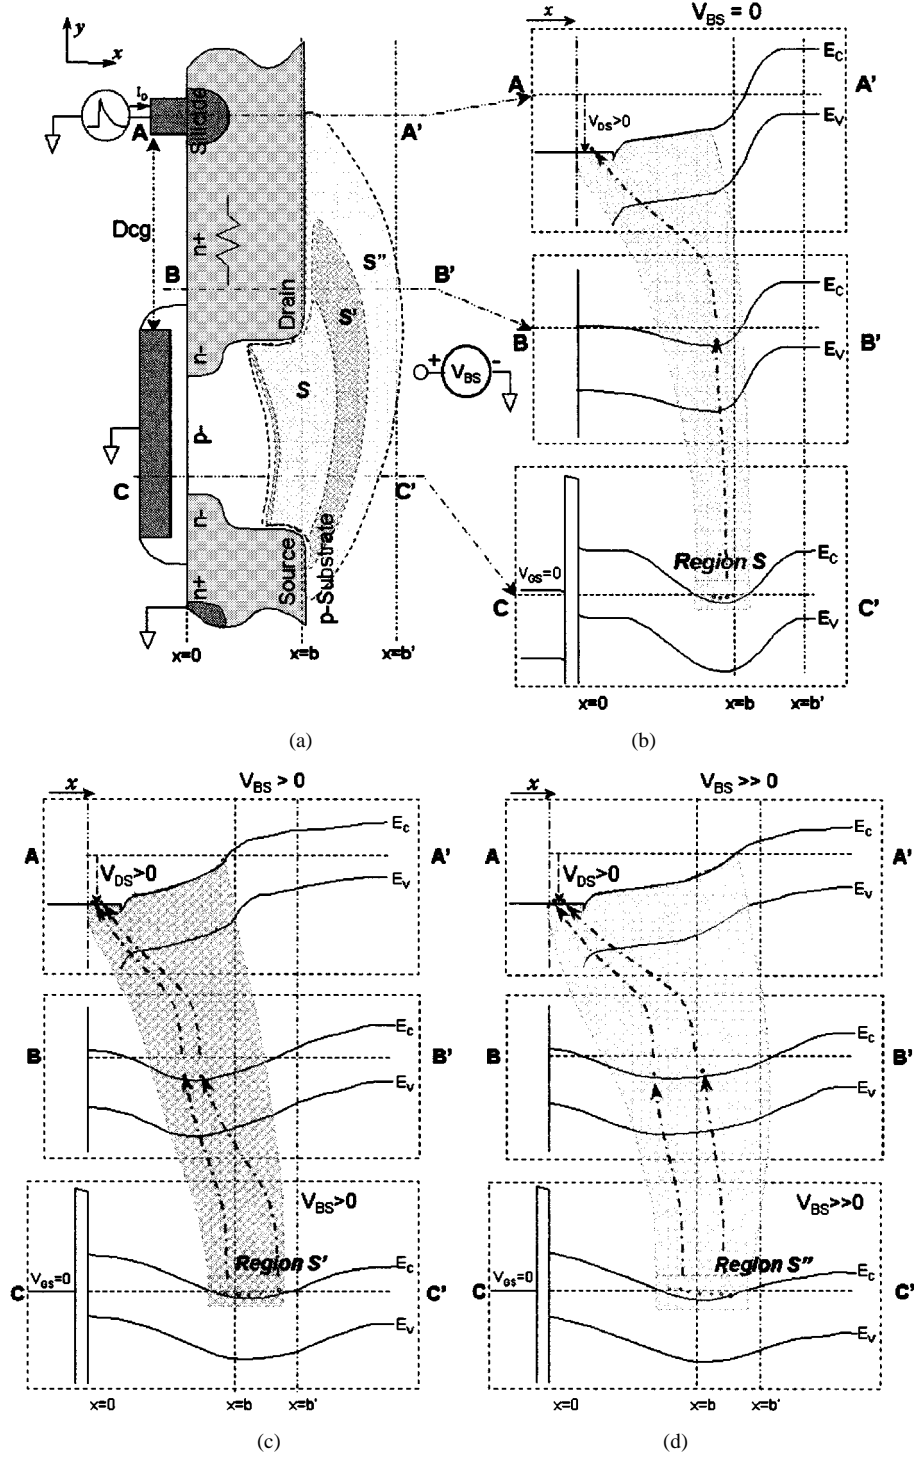 y
x
I_D
A
Silicide
A'
Dcg
n+
B
B'
Drain
S''
S'
S
n-
p-
+
V_BS
-
C
C'
n-
n+
Source
p-Substrate
x=0
x=b
x=b'
(a)
x
V_BS = 0
A
A'
E_C
E_V
V_DS>0
B
B'
E_C
E_V
Region S
V_GS=0
C
C'
E_C
E_V
x=0
x=b
x=b'
(b)
x
V_BS > 0
A
A'
E_C
E_V
V_DS>0
B
B'
E_C
E_V
V_BS>0
Region S'
V_GS=0
C
C'
E_C
E_V
x=0
x=b
x=b'
(c)
x
V_BS >> 0
A
A'
E_C
E_V
V_DS>0
B
B'
E_C
E_V
V_BS>>0
Region S''
V_GS=0
C
C'
E_C
E_V
x=0
x=b
x=b'
(d)